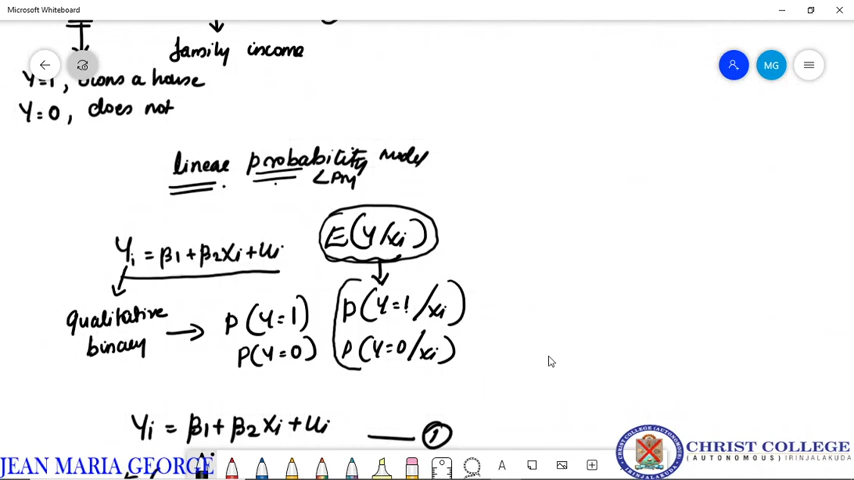 Microsoft Whiteboard
family income
Y=1, owns a house
MG
Y=0, does not
linear probability model
LPM
Yi = β1+β2Xi+ui
E(Y/Xi)
qualitative
binary
P(Y=1)
P(Y=0)
P(Y=1/Xi)
P(Y=0/Xi)
Yi = β1+β2Xi+ui — ①
JEAN MARIA GEORGE
CHRIST COLLEGE
(AUTONOMOUS) IRINJALAKUDA